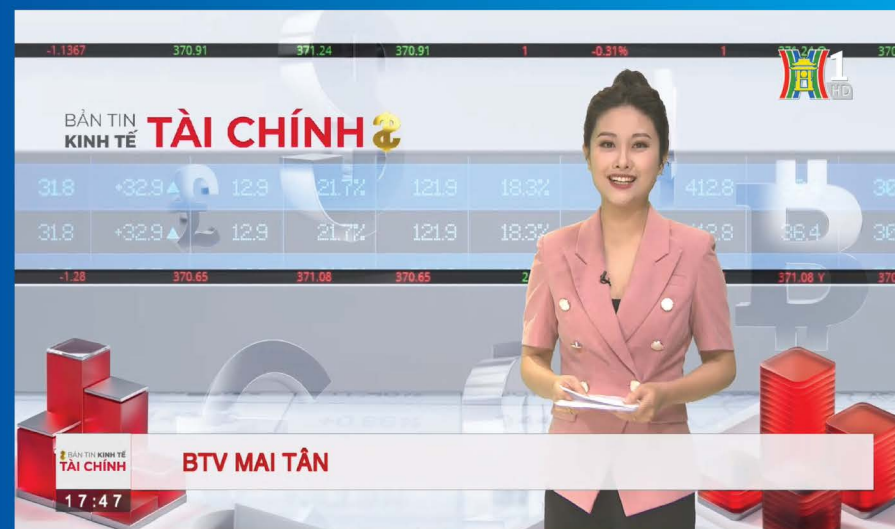 -1.1367 370.91 371.24 370.91 1 -0.31% 1
1
HD
BẢN TIN
KINH TẾ TÀI CHÍNH
31.8 +32.9 12.9 21.7% 121.9 18.3% 412.8
31.8 +32.9 12.9 21.7% 121.9 18.3% 36.4
-1.28 370.65 371.08 370.65 371.08 Y
BẢN TIN KINH TẾ
TÀI CHÍNH
BTV MAI TÂN
17:47